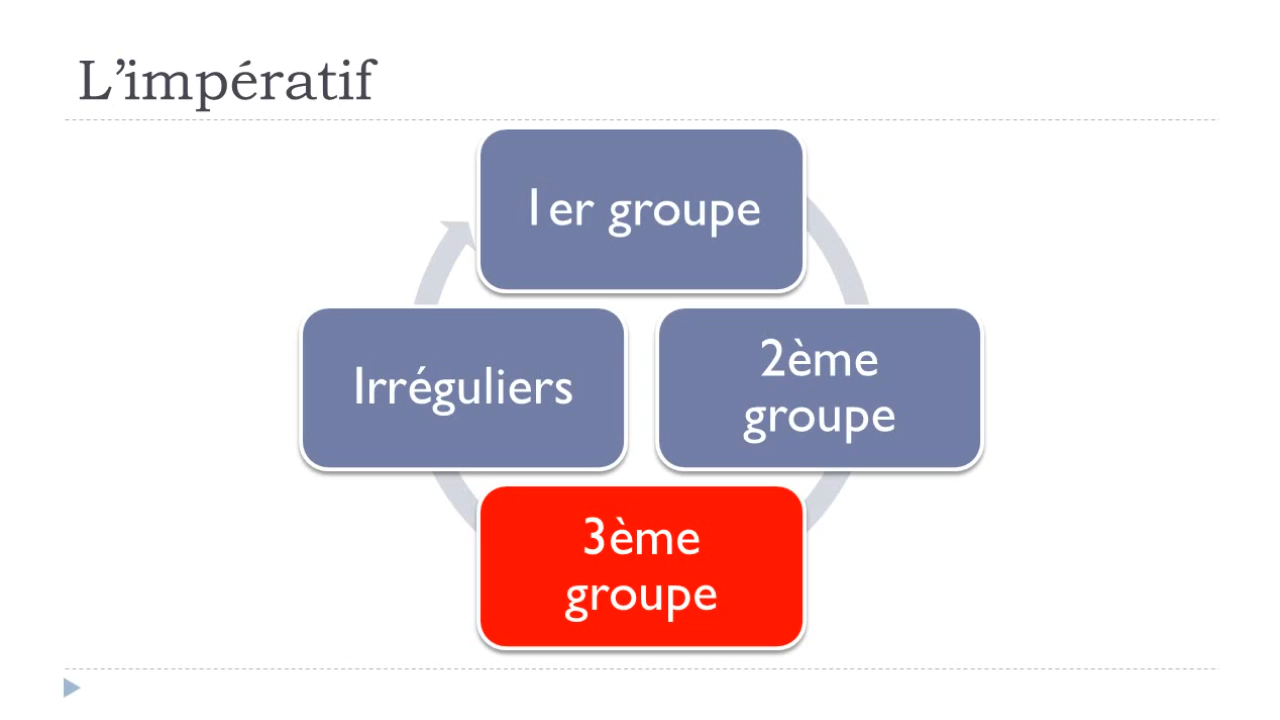 L’impératif
1er groupe
2ème
groupe
3ème
groupe
Irréguliers